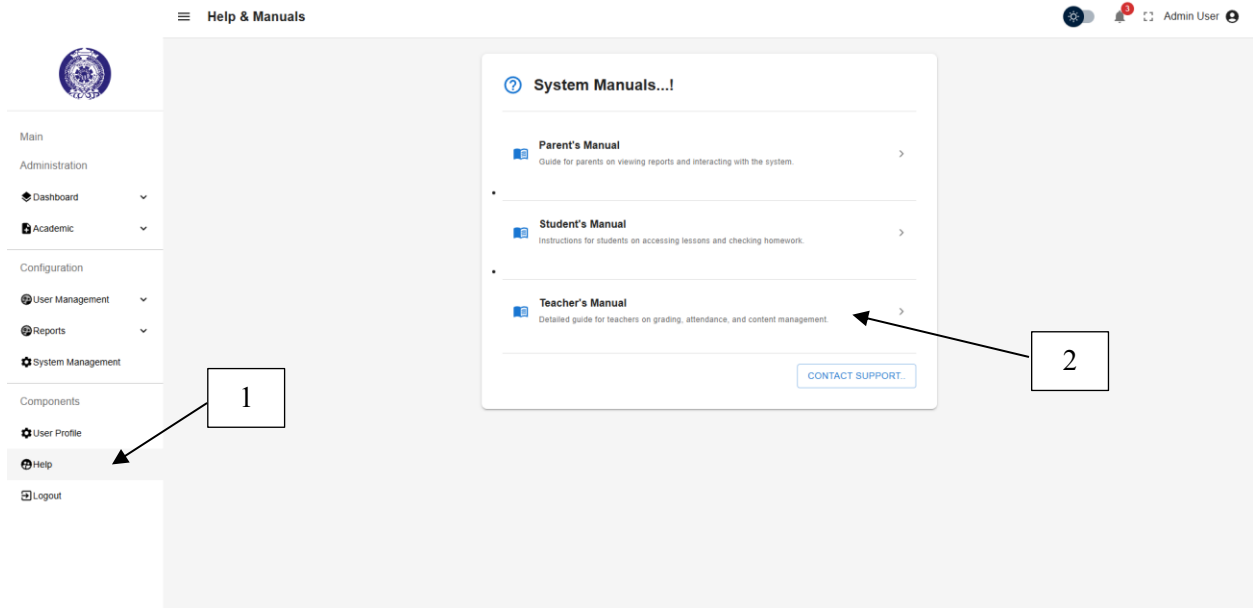 Help & Manuals
3
Admin User
Main
Administration
Dashboard
Academic
Configuration
User Management
Reports
System Management
Components
User Profile
Help
Logout
System Manuals...!
Parent's Manual
Guide for parents on viewing reports and interacting with the system.
Student's Manual
Instructions for students on accessing lessons and checking homework.
Teacher's Manual
Detailed guide for teachers on grading, attendance, and content management.
CONTACT SUPPORT..
1
2